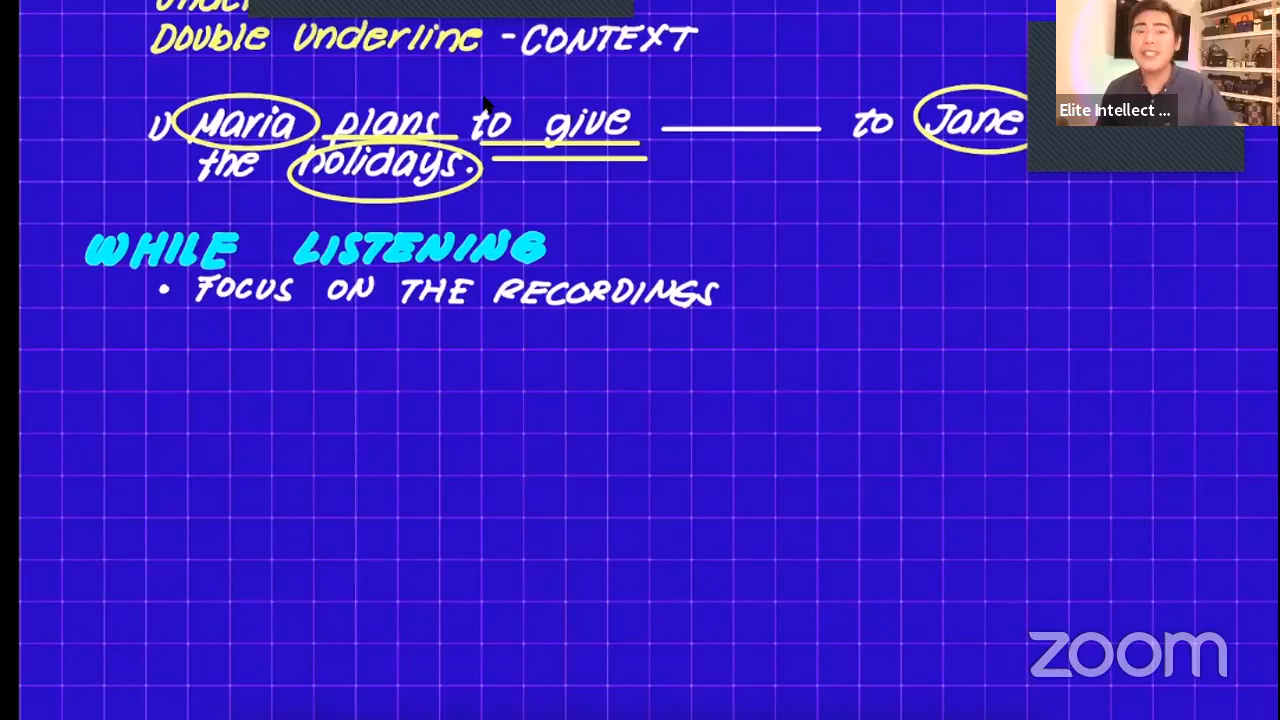 Double Underline - CONTEXT
Maria plans to give ________ to Jane
the holidays.
WHILE LISTENING
• FOCUS ON THE RECORDINGS
Elite Intellect ...
zoom